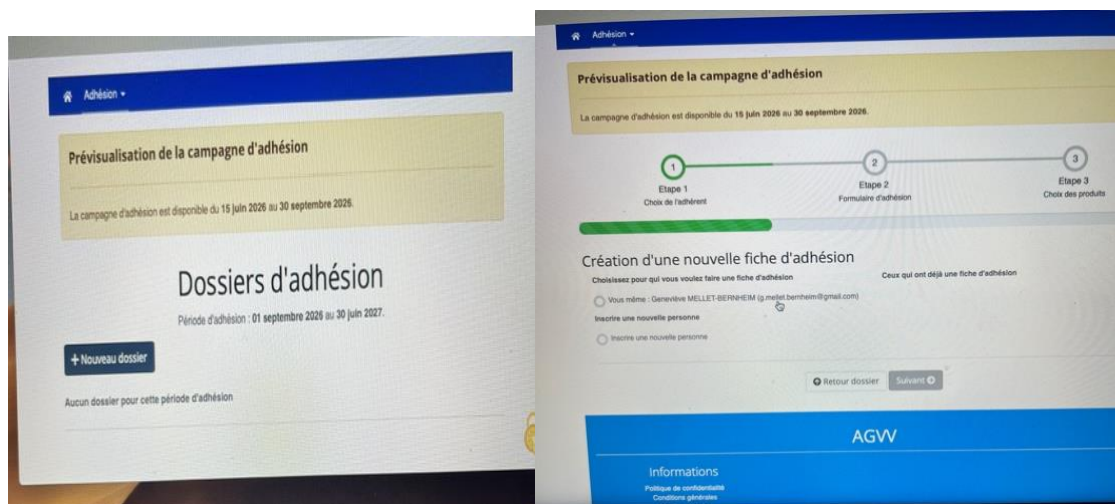 Adhésion
Prévisualisation de la campagne d'adhésion
La campagne d'adhésion est disponible du 15 juin 2026 au 30 septembre 2026.
Dossiers d'adhésion
Période d'adhésion : 01 septembre 2026 au 30 juin 2027.
+ Nouveau dossier
Aucun dossier pour cette période d'adhésion
Adhésion
Prévisualisation de la campagne d'adhésion
La campagne d'adhésion est disponible du 15 juin 2026 au 30 septembre 2026.
1
2
3
Etape 1
Etape 2
Etape 3
Choix de l'adhérent
Formulaire d'adhésion
Choix des produits
Création d'une nouvelle fiche d'adhésion
Choisissez pour qui vous voulez faire une fiche d'adhésion
Ceux qui ont déjà une fiche d'adhésion
Vous même : Geneviève MELLET-BERNHEIM (g.mellet.bernheim@gmail.com)
Inscrire une nouvelle personne
Inscrire une nouvelle personne
Retour dossier
Suivant
AGVV
Informations
Politique de confidentialité
Conditions générales